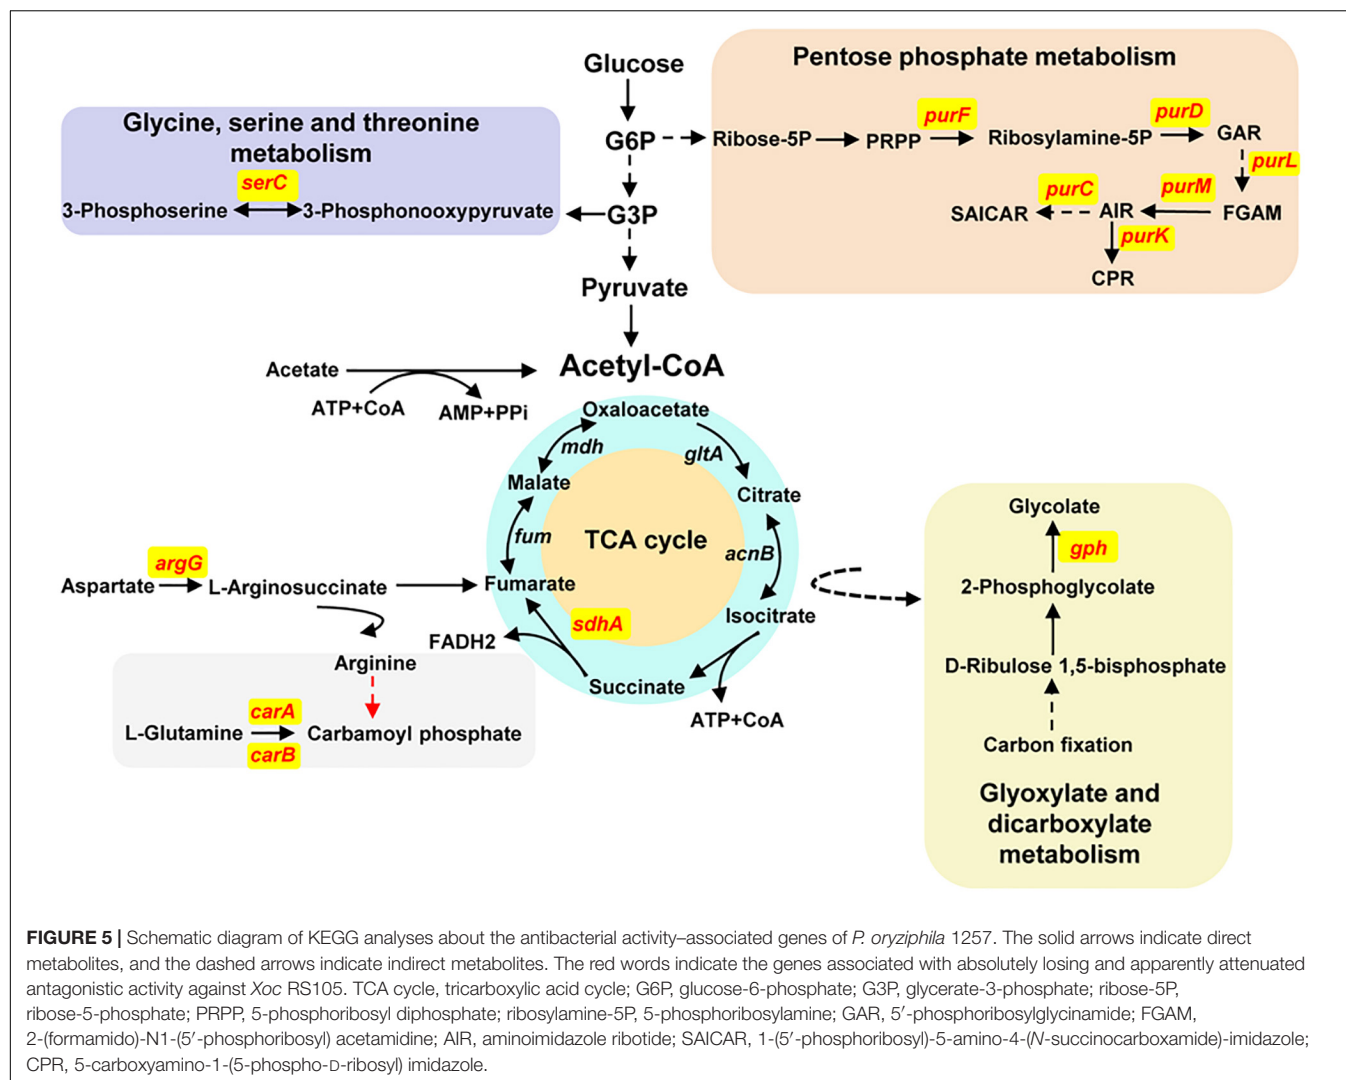 Glucose
Pentose phosphate metabolism
Glycine, serine and threonine
metabolism
serC
3-Phosphoserine
3-Phosphonooxypyruvate
G6P
G3P
Pyruvate
Ribose-5P
PRPP
purF
Ribosylamine-5P
purD
GAR
purL
FGAM
purM
AIR
purC
SAICAR
purK
CPR
Acetate
Acetyl-CoA
ATP+CoA
AMP+PPi
Oxaloacetate
mdh
gltA
Malate
Citrate
fum
TCA cycle
acnB
Fumarate
Isocitrate
sdhA
FADH2
Succinate
ATP+CoA
argG
Aspartate
L-Arginosuccinate
Arginine
carA
L-Glutamine
Carbamoyl phosphate
carB
Glycolate
gph
2-Phosphoglycolate
D-Ribulose 1,5-bisphosphate
Carbon fixation
Glyoxylate and
dicarboxylate
metabolism
FIGURE 5 | Schematic diagram of KEGG analyses about the antibacterial activity–associated genes of P. oryziphila 1257. The solid arrows indicate direct
metabolites, and the dashed arrows indicate indirect metabolites. The red words indicate the genes associated with absolutely losing and apparently attenuated
antagonistic activity against Xoc RS105. TCA cycle, tricarboxylic acid cycle; G6P, glucose-6-phosphate; G3P, glycerate-3-phosphate; ribose-5P,
ribose-5-phosphate; PRPP, 5-phosphoribosyl diphosphate; ribosylamine-5P, 5-phosphoribosylamine; GAR, 5′-phosphoribosylglycinamide; FGAM,
2-(formamido)-N1-(5′-phosphoribosyl) acetamidine; AIR, aminoimidazole ribotide; SAICAR, 1-(5′-phosphoribosyl)-5-amino-4-(N-succinocarboxamide)-imidazole;
CPR, 5-carboxyamino-1-(5-phospho-D-ribosyl) imidazole.